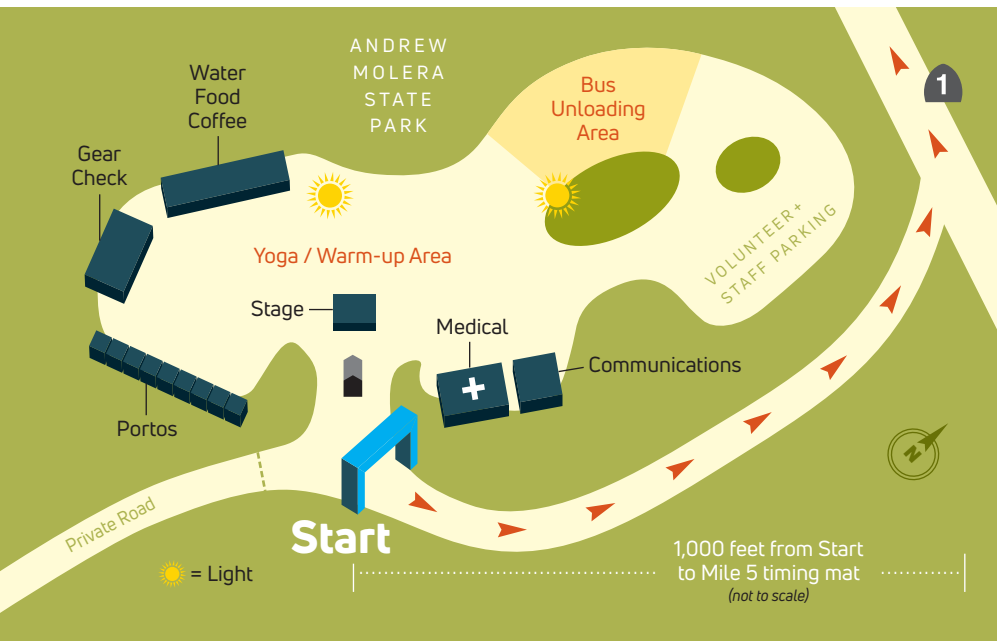 ANDREW
MOLERA
STATE
PARK
Water
Food
Coffee
Bus
Unloading
Area
1
Gear
Check
Yoga / Warm-up Area
VOLUNTEER+
STAFF PARKING
Stage
Medical
Communications
Portos
N
Private Road
Start
= Light
1,000 feet from Start
to Mile 5 timing mat
(not to scale)